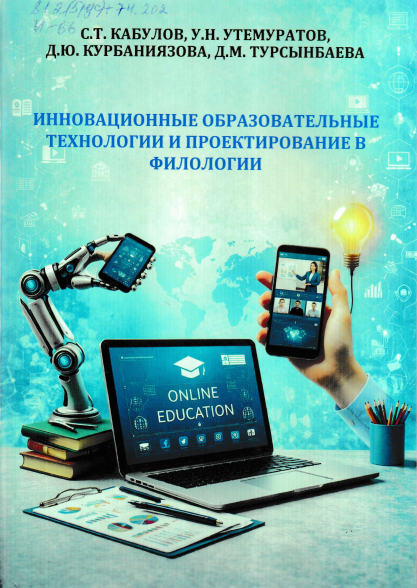 С.Т. КАБУЛОВ, У.Н. УТЕМУРАТОВ,
Д.Ю. КУРБАНИЯЗОВА, Д.М. ТУРСЫНБАЕВА
ИННОВАЦИОННЫЕ ОБРАЗОВАТЕЛЬНЫЕ
ТЕХНОЛОГИИ И ПРОЕКТИРОВАНИЕ В
ФИЛОЛОГИИ
ONLINE
EDUCATION